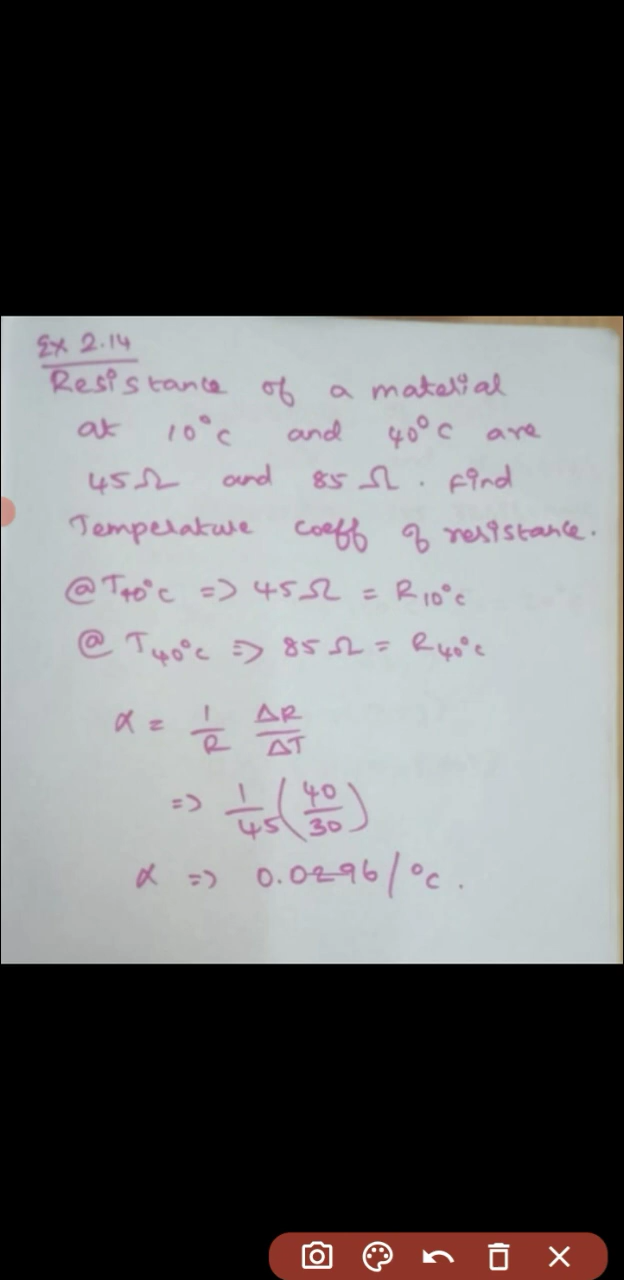 Ex 2.14
Resistance of a material
at 10°C and 40°C are
45Ω and 85Ω. Find
Temperature coeff of resistance.
@ T10°C => 45Ω = R10°C
@ T40°C => 85Ω = R40°C
α = 1/R ΔR/ΔT
=> 1/45 (40/30)
α => 0.0296/°C.